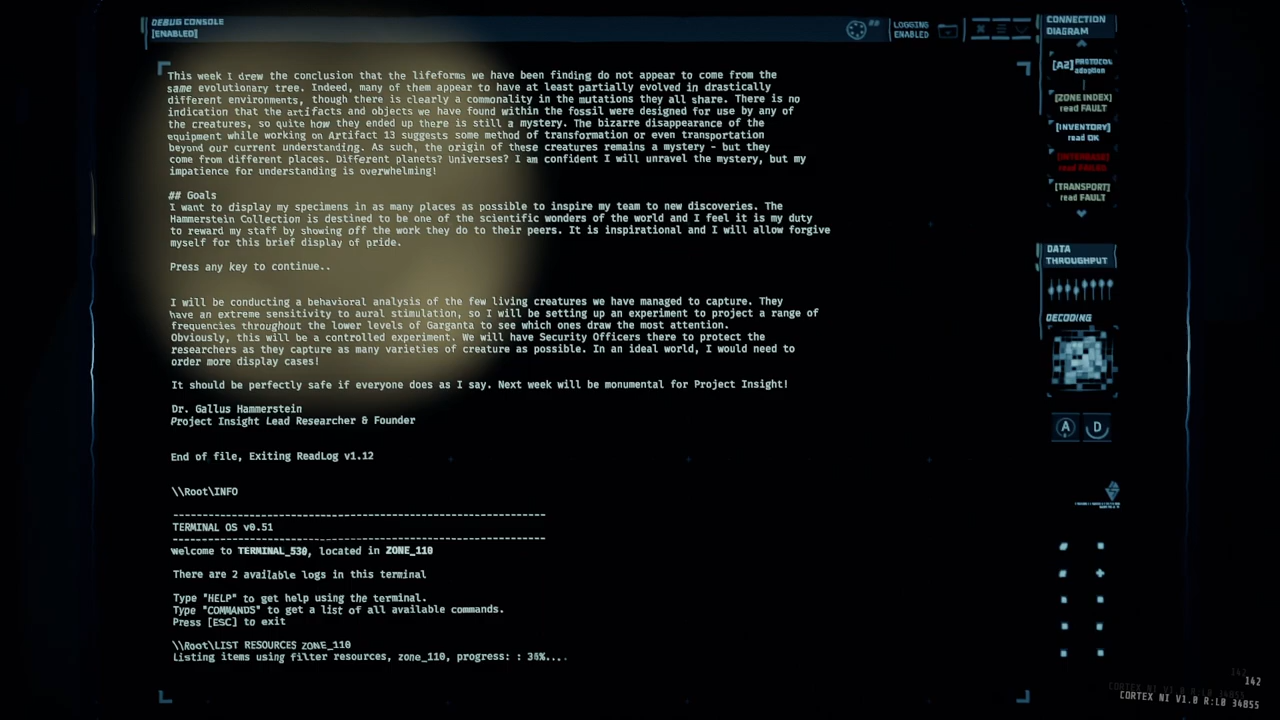 DEBUG CONSOLE
[ENABLED]
LOGGING
ENABLED
This week I drew the conclusion that the lifeforms we have been finding do not appear to come from the
same evolutionary tree. Indeed, many of them appear to have at least partially evolved in drastically
different environments, though there is clearly a commonality in the mutations they all share. There is no
indication that the artifacts and objects we have found within the fossil were designed for use by any of
the creatures, so quite how they ended up there is still a mystery. The bizarre disappearance of the
equipment while working on Artifact 13 suggests some method of transformation or even transportation
beyond our current understanding. As such, the origin of these creatures remains a mystery - but they
come from different places. Different planets? Universes? I am confident I will unravel the mystery, but my
impatience for understanding is overwhelming!
## Goals
I want to display my specimens in as many places as possible to inspire my team to new discoveries. The
Hammerstein Collection is destined to be one of the scientific wonders of the world and I feel it is my duty
to reward my staff by showing off the work they do to their peers. It is inspirational and I will allow forgive
myself for this brief display of pride.
Press any key to continue..
I will be conducting a behavioral analysis of the few living creatures we have managed to capture. They
have an extreme sensitivity to aural stimulation, so I will be setting up an experiment to project a range of
frequencies throughout the lower levels of Garganta to see which ones draw the most attention.
Obviously, this will be a controlled experiment. We will have Security Officers there to protect the
researchers as they capture as many varieties of creature as possible. In an ideal world, I would need to
order more display cases!
It should be perfectly safe if everyone does as I say. Next week will be monumental for Project Insight!
Dr. Gallus Hammerstein
Project Insight Lead Researcher & Founder
End of file, Exiting ReadLog v1.12
\\Root\INFO
TERMINAL OS v0.51
Welcome to TERMINAL_530, located in ZONE_110
There are 2 available logs in this terminal
Type "HELP" to get help using the terminal.
Type "COMMANDS" to get a list of all available commands.
Press [ESC] to exit
\\Root\LIST RESOURCES ZONE_110
Listing items using filter resources, zone_110, progress: : 36%....
CONNECTION
DIAGRAM
[A2] PROTOCOL
adoption
[ZONE INDEX]
read FAULT
[INVENTORY]
read OK
[TRANSPORT]
read FAULT
DATA
THROUGHPUT
DECODING
A
D
142
CORTEX NI V1.0 R:L0 34855